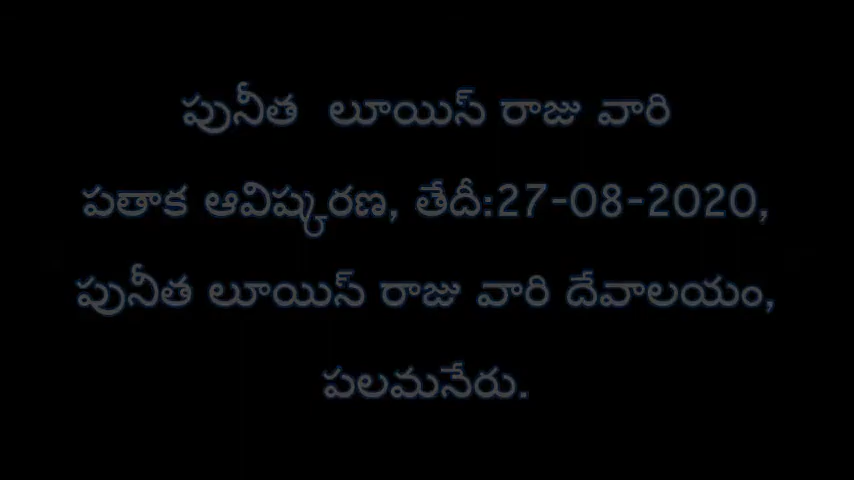 పునీత లూయిస్ రాజు వారి
పతాక ఆవిష్కరణ, తేదీ:27-08-2020,
పునీత లూయిస్ రాజు వారి దేవాలయం,
పలమనేరు.